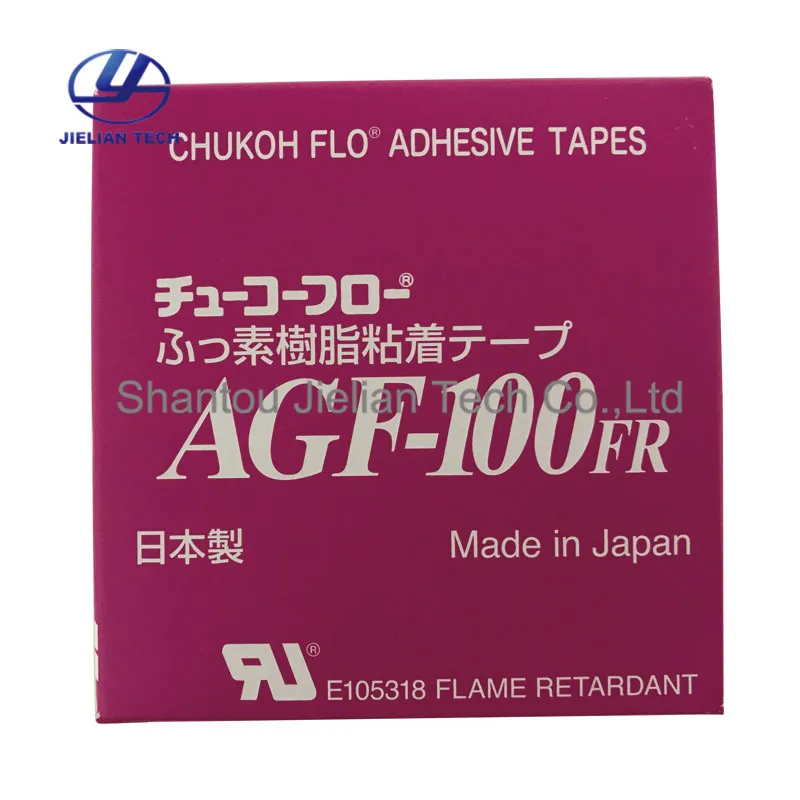 JIELIAN TECH
CHUKOH FLO® ADHESIVE TAPES
チューコーフロー®
ふっ素樹脂粘着テープ
Shantou Jielian Tech Co.,Ltd
AGF-100FR
日本製 Made in Japan
RU® E105318 FLAME RETARDANT